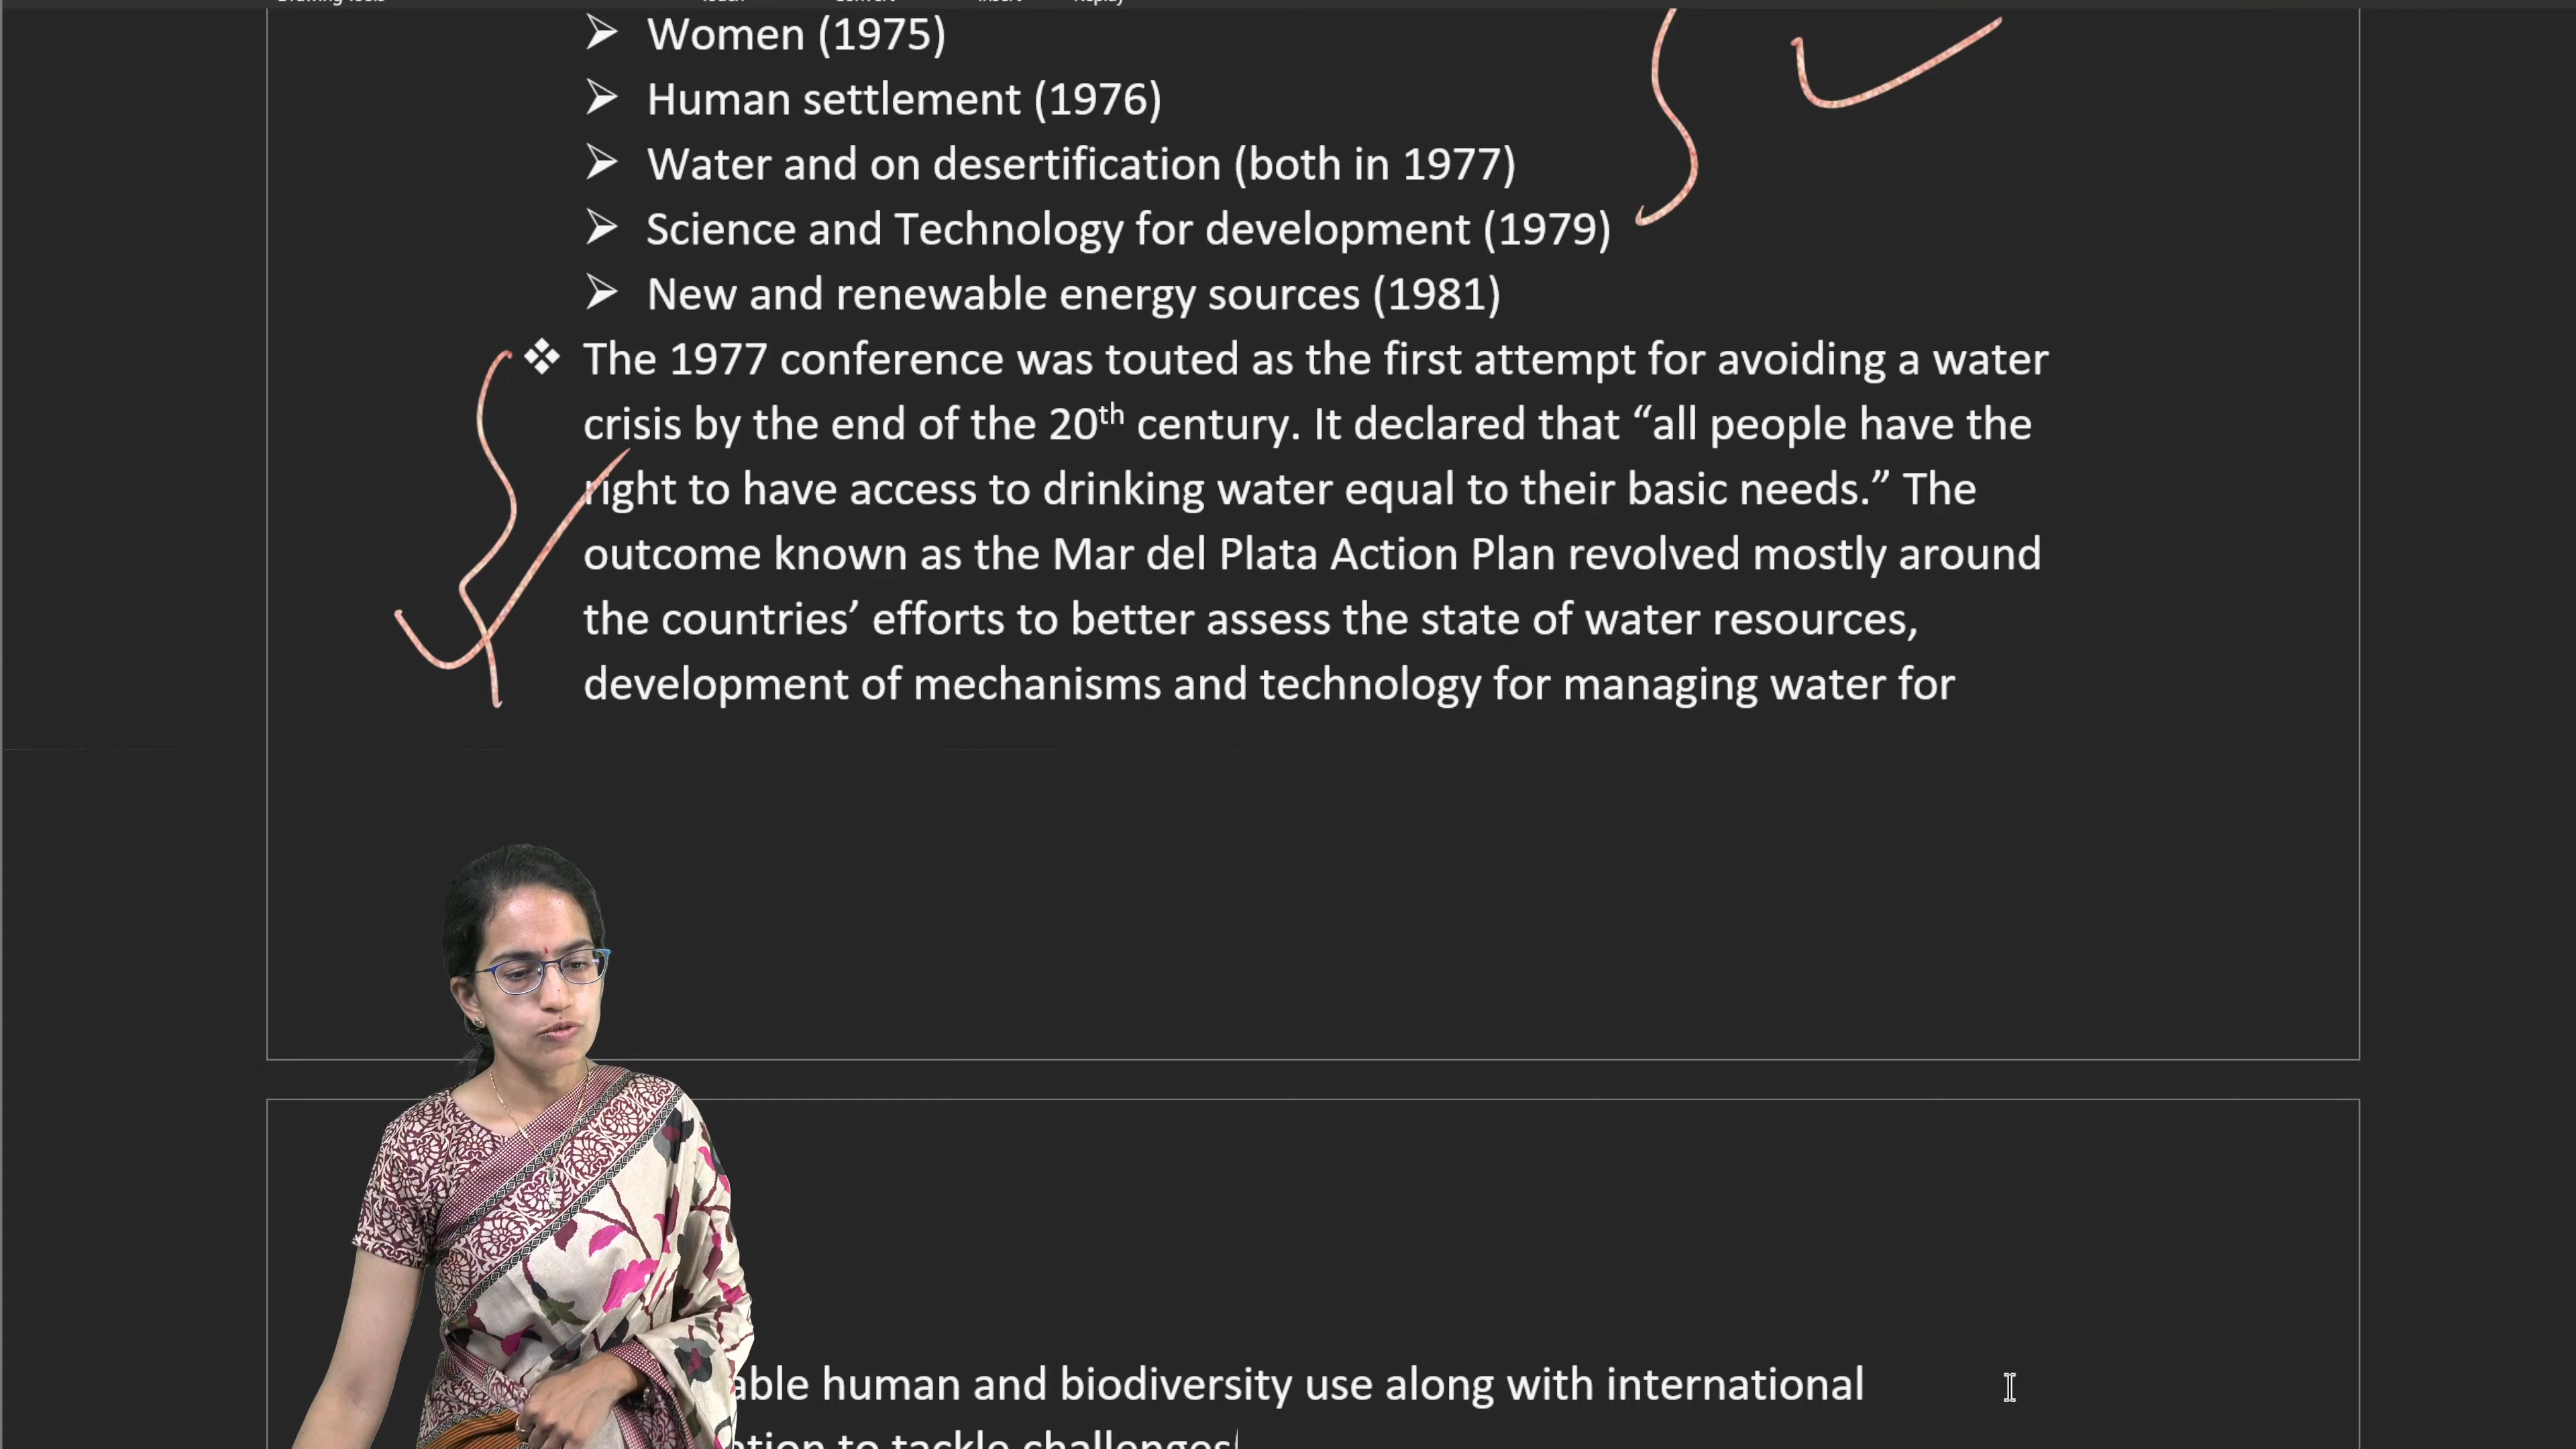 Women (1975)
Human settlement (1976)
Water and on desertification (both in 1977)
Science and Technology for development (1979)
New and renewable energy sources (1981)
The 1977 conference was touted as the first attempt for avoiding a water
crisis by the end of the 20th century. It declared that “all people have the
right to have access to drinking water equal to their basic needs.” The
outcome known as the Mar del Plata Action Plan revolved mostly around
the countries’ efforts to better assess the state of water resources,
development of mechanisms and technology for managing water for
human and biodiversity use along with international
to tackle challenges